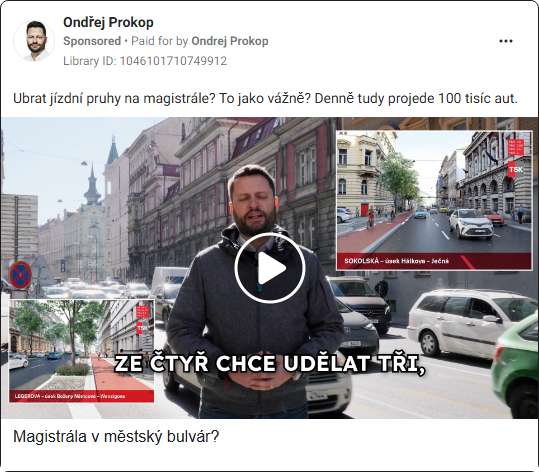 Ondřej Prokop
Sponsored • Paid for by Ondrej Prokop
Library ID: 1046101710749912
Ubrat jízdní pruhy na magistrále? To jako vážně? Denně tudy projede 100 tisíc aut.
TSK
SOKOLSKÁ – úsek Hálkova – Ječná
TSK
LEGEROVA – úsek Boženy Němcové – Wenzigova
ZE ČTYŘ CHCE UDĚLAT TŘI,
Magistrála v městský bulvár?